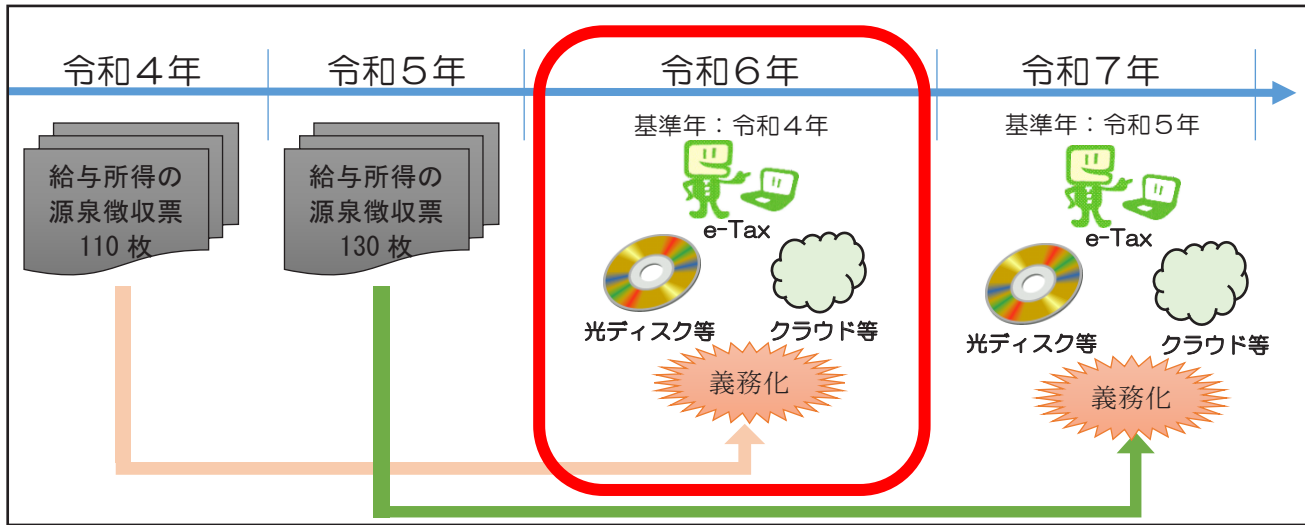 令和4年
令和5年
令和6年
令和7年
給与所得の
源泉徴収票
110 枚
給与所得の
源泉徴収票
130 枚
基準年：令和4年
e-Tax
光ディスク等
クラウド等
義務化
基準年：令和5年
e-Tax
光ディスク等
クラウド等
義務化